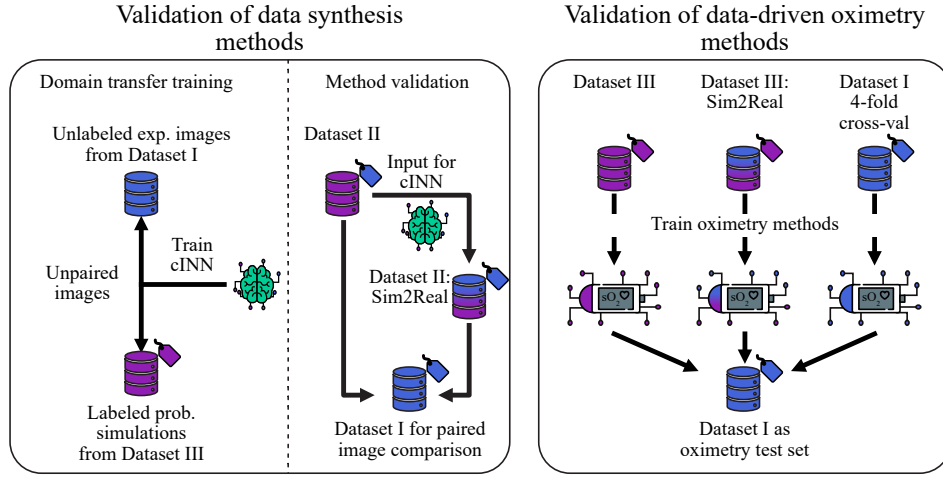 Validation of data synthesis
methods
Domain transfer training
Unlabeled exp. images
from Dataset I
Unpaired
images
Train
cINN
Labeled prob.
simulations
from Dataset III
Method validation
Dataset II
Input for
cINN
Dataset II:
Sim2Real
Dataset I for paired
image comparison
Validation of data-driven oximetry
methods
Dataset III
Dataset III:
Sim2Real
Dataset I
4-fold
cross-val
Train oximetry methods
sO2
sO2
sO2
Dataset I as
oximetry test set